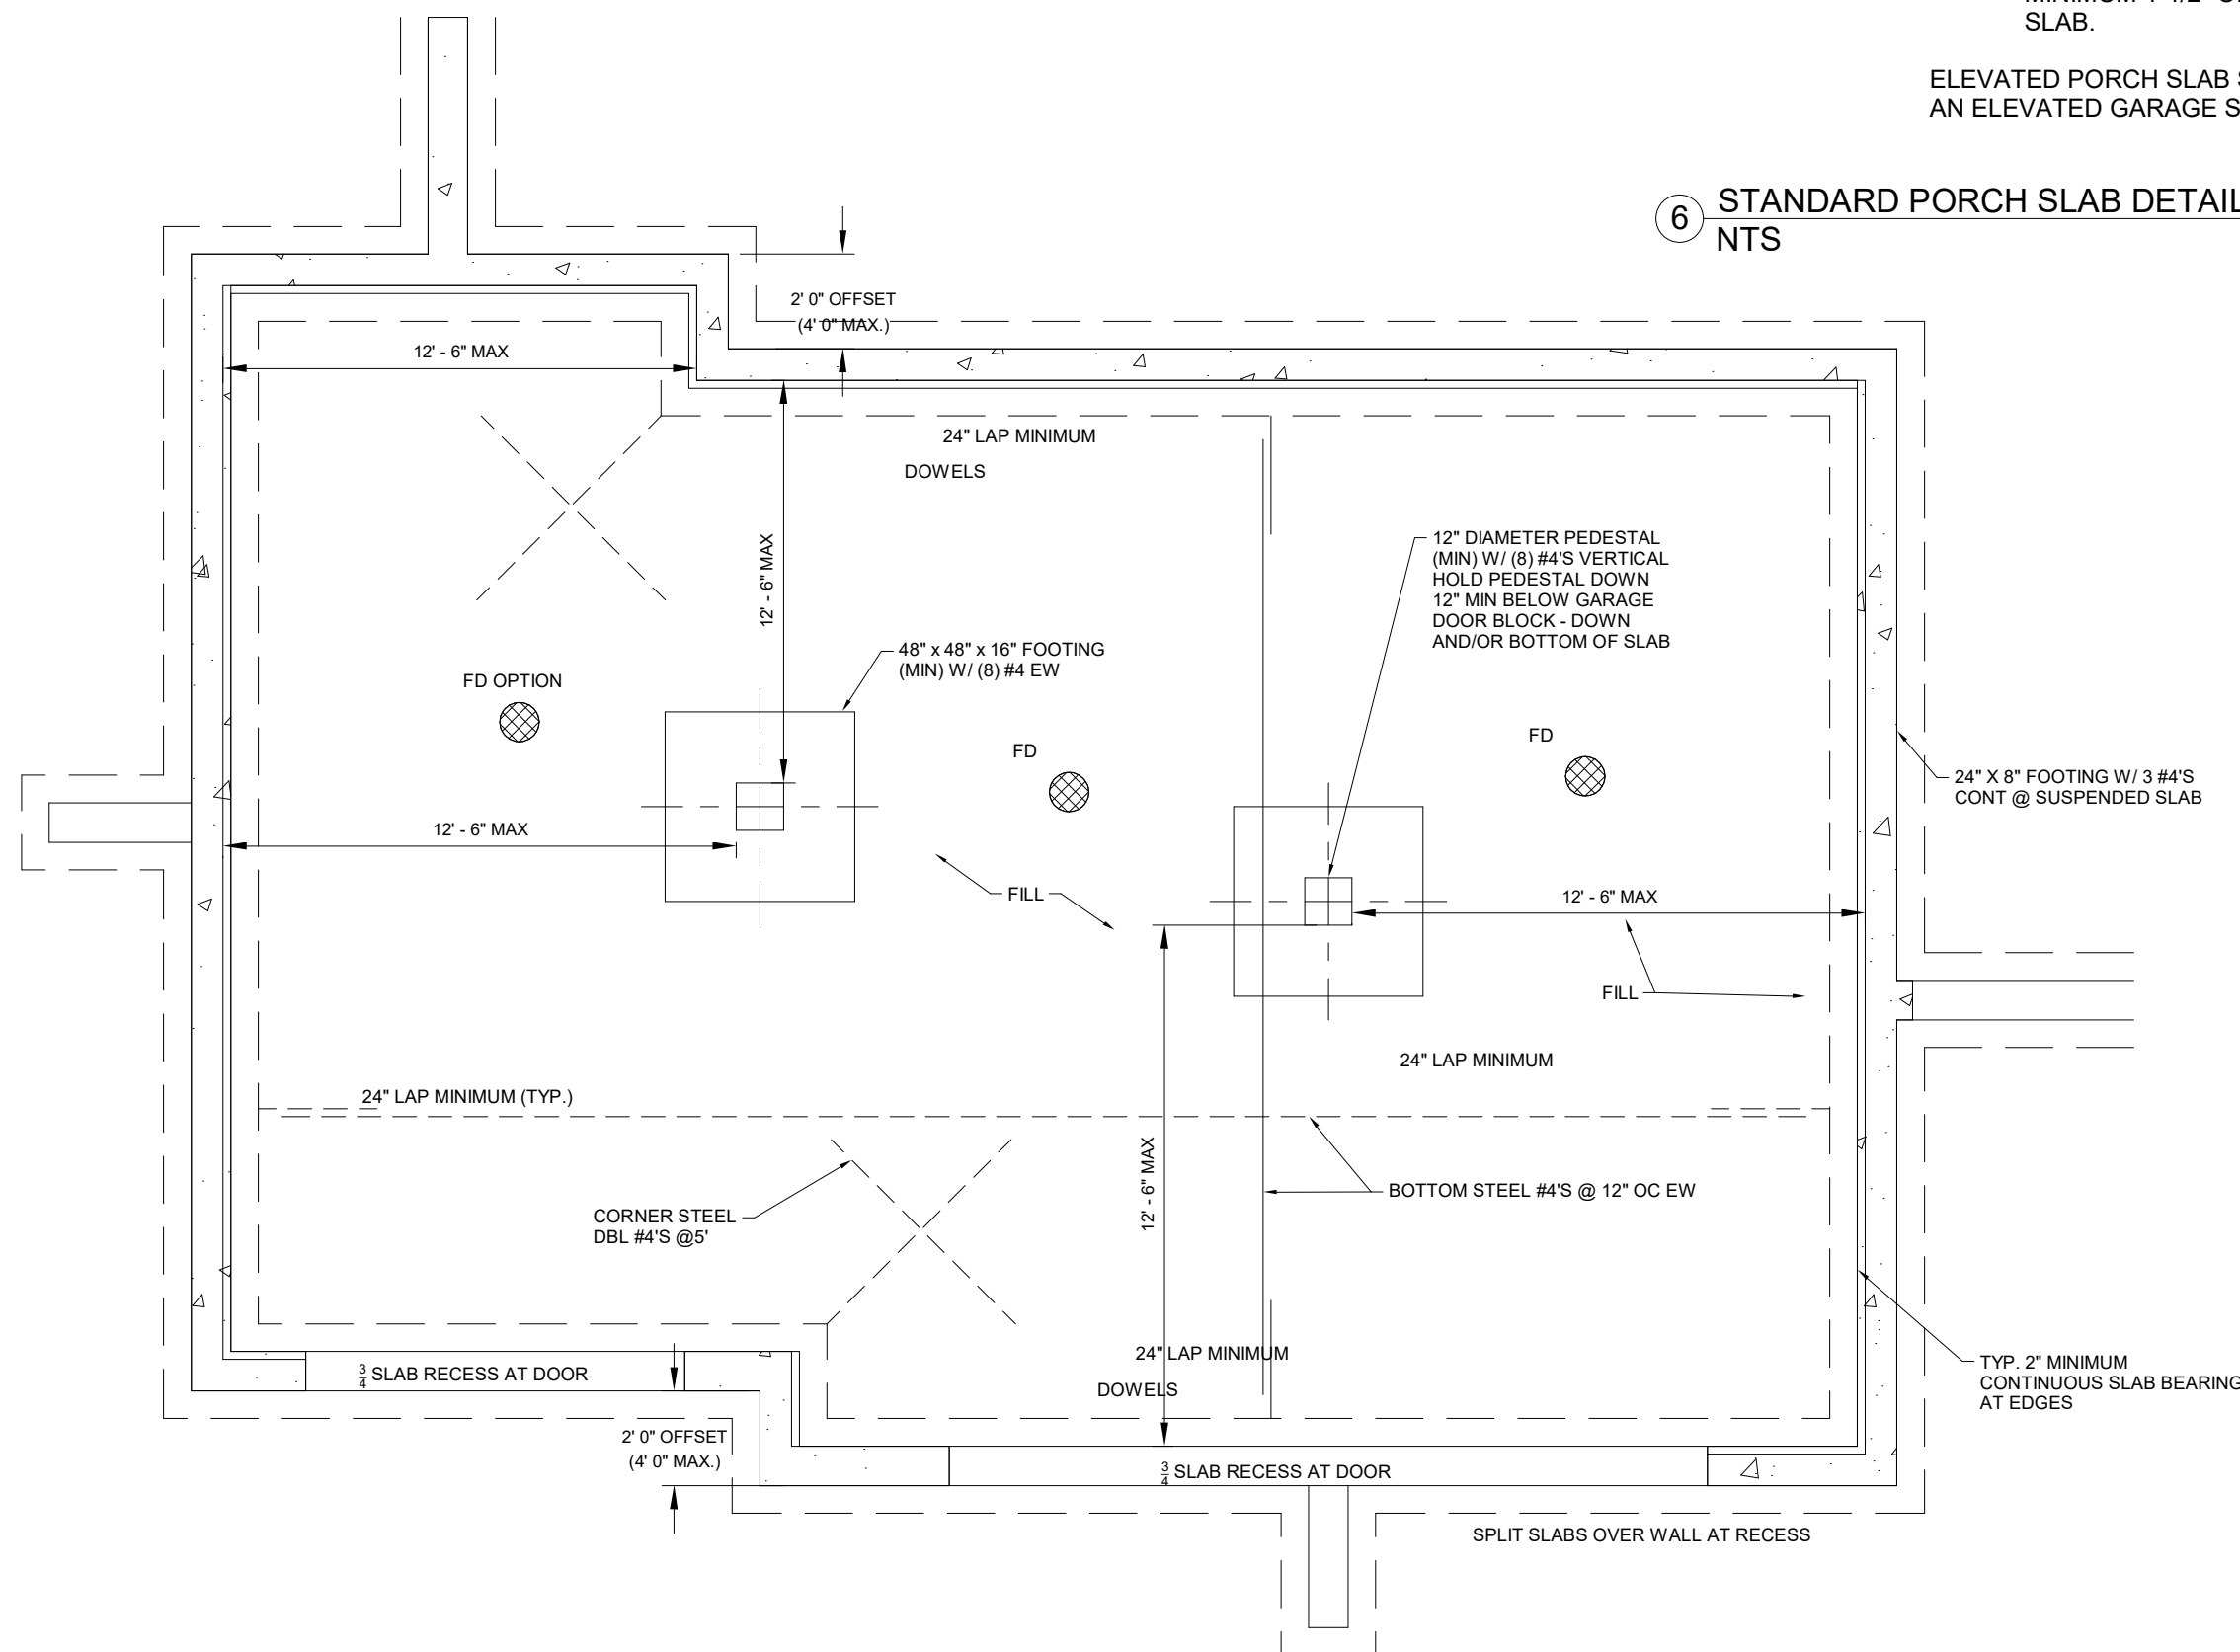 SLAB.
ELEVATED PORCH SLAB
AN ELEVATED GARAGE
6
STANDARD PORCH SLAB DETAIL
NTS
2' 0" OFFSET
(4' 0" MAX.)
12' - 6" MAX
24" LAP MINIMUM
DOWELS
12' - 6" MAX
12" DIAMETER PEDESTAL
(MIN) W/ (8) #4'S VERTICAL
HOLD PEDESTAL DOWN
12" MIN BELOW GARAGE
DOOR BLOCK - DOWN
AND/OR BOTTOM OF SLAB
48" x 48" x 16" FOOTING
(MIN) W/ (8) #4 EW
FD OPTION
FD
FD
24" X 8" FOOTING W/ 3 #4'S
CONT @ SUSPENDED SLAB
12' - 6" MAX
FILL
12' - 6" MAX
FILL
24" LAP MINIMUM
24" LAP MINIMUM (TYP.)
12' - 6" MAX
BOTTOM STEEL #4'S @ 12" OC EW
CORNER STEEL
DBL #4'S @5'
24" LAP MINIMUM
DOWELS
3/4 SLAB RECESS AT DOOR
TYP. 2" MINIMUM
CONTINUOUS SLAB BEARING
AT EDGES
2' 0" OFFSET
(4' 0" MAX.)
3/4 SLAB RECESS AT DOOR
SPLIT SLABS OVER WALL AT RECESS